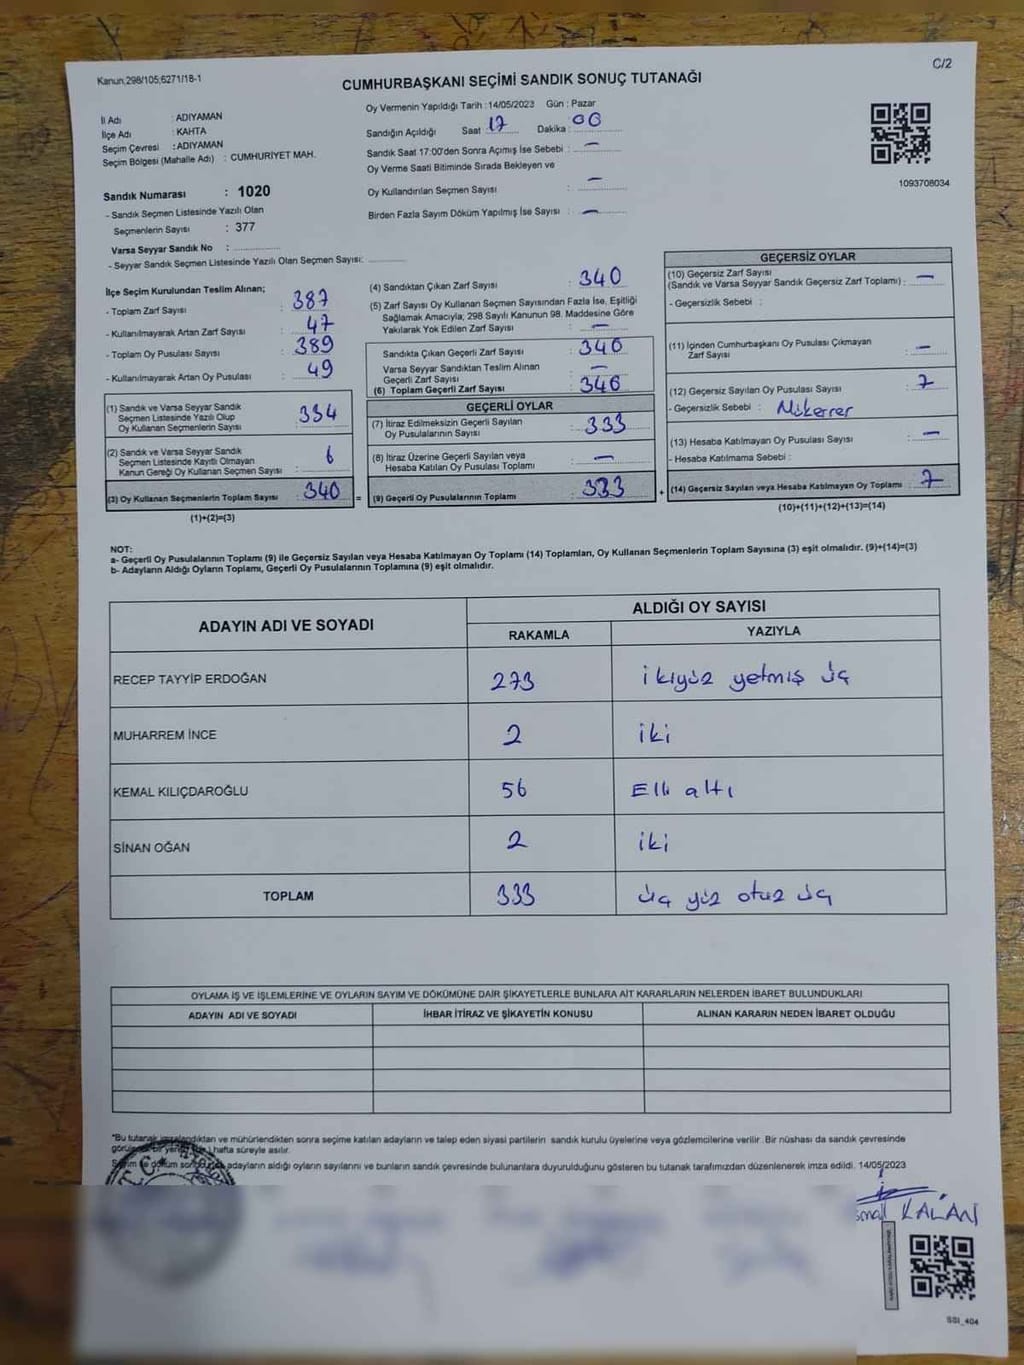 Kanun,298/105;6271/18-1
C/2
CUMHURBAŞKANI SEÇİMİ SANDIK SONUÇ TUTANAĞI
İl Adı : ADIYAMAN
İlçe Adı : KAHTA
Seçim Çevresi : ADIYAMAN
Seçim Bölgesi (Mahalle Adı) : CUMHURİYET MAH.
Sandık Numarası : 1020
- Sandık Seçmen Listesinde Yazılı Olan
Seçmenlerin Sayısı : 377
Varsa Seyyar Sandık No :
- Seyyar Sandık Seçmen Listesinde Yazılı Olan Seçmen Sayısı:
Oy Vermenin Yapıldığı Tarih : 14/05/2023 Gün : Pazar
Sandığın Açıldığı Saat : 17 Dakika : 00
Sandık Saat 17:00'den Sonra Açımış İse Sebebi : —
Oy Verme Saati Bitiminde Sırada Bekleyen ve
Oy Kullandırılan Seçmen Sayısı : —
Birden Fazla Sayım Döküm Yapılmış İse Sayısı : —
1093708034
İlçe Seçim Kurulundan Teslim Alınan;
- Toplam Zarf Sayısı : 387
- Kullanılmayarak Artan Zarf Sayısı : 47
- Toplam Oy Pusulası Sayısı : 389
- Kullanılmayarak Artan Oy Pusulası : 49
(1) Sandık ve Varsa Seyyar Sandık
Seçmen Listesinde Yazılı Olup
Oy Kullanan Seçmenlerin Sayısı : 334
(2) Sandık ve Varsa Seyyar Sandık
Seçmen Listesinde Kayıtlı Olmayan
Kanun Gereği Oy Kullanan Seçmen Sayısı : 6
(3) Oy Kullanan Seçmenlerin Toplam Sayısı : 340
(1)+(2)=(3)
(4) Sandıktan Çıkan Zarf Sayısı : 340
(5) Zarf Sayısı Oy Kullanan Seçmen Sayısından Fazla İse, Eşitliği
Sağlamak Amacıyla; 298 Sayılı Kanunun 98. Maddesine Göre
Yakılarak Yok Edilen Zarf Sayısı : —
Sandıkta Çıkan Geçerli Zarf Sayısı : 340
Varsa Seyyar Sandıktan Teslim Alınan
Geçerli Zarf Sayısı : —
(6) Toplam Geçerli Zarf Sayısı : 340
GEÇERLİ OYLAR
(7) İtiraz Edilmeksizin Geçerli Sayılan
Oy Pusulalarının Sayısı : 333
(8) İtiraz Üzerine Geçerli Sayılan veya
Hesaba Katılan Oy Pusulası Toplamı : —
= (9) Geçerli Oy Pusulalarının Toplamı : 333
GEÇERSİZ OYLAR
(10) Geçersiz Zarf Sayısı
(Sandık ve Varsa Seyyar Sandık Geçersiz Zarf Toplamı) : —
- Geçersizlik Sebebi :
(11) İçinden Cumhurbaşkanı Oy Pusulası Çıkmayan
Zarf Sayısı : —
(12) Geçersiz Sayılan Oy Pusulası Sayısı : 7
- Geçersizlik Sebebi : Mükerrer
(13) Hesaba Katılmayan Oy Pusulası Sayısı : —
- Hesaba Katılmama Sebebi :
+ (14) Geçersiz Sayılan veya Hesaba Katılmayan Oy Toplamı : 7
(10)+(11)+(12)+(13)=(14)
NOT:
a- Geçerli Oy Pusulalarının Toplamı (9) ile Geçersiz Sayılan veya Hesaba Katılmayan Oy Toplamı (14) Toplamları, Oy Kullanan Seçmenlerin Toplam Sayısına (3) eşit olmalıdır. (9)+(14)=(3)
b- Adayların Aldığı Oyların Toplamı, Geçerli Oy Pusulalarının Toplamına (9) eşit olmalıdır.
ADAYIN ADI VE SOYADI
ALDIĞI OY SAYISI
RAKAMLA YAZIYLA
RECEP TAYYİP ERDOĞAN 273 ikiyüz yetmiş üç
MUHARREM İNCE 2 iki
KEMAL KILIÇDAROĞLU 56 Elli altı
SİNAN OĞAN 2 iki
TOPLAM 333 üç yüz otuz üç
OYLAMA İŞ VE İŞLEMLERİNE VE OYLARIN SAYIM VE DÖKÜMÜNE DAİR ŞİKAYETLERLE BUNLARA AİT KARARLARIN NELERDEN İBARET BULUNDUKLARI
ADAYIN ADI VE SOYADI İHBAR İTİRAZ VE ŞİKAYETİN KONUSU ALINAN KARARIN NEDEN İBARET OLDUĞU
*Bu tutanak imzalandıktan ve mühürlendikten sonra seçime katılan adayların ve talep eden siyasi partilerin sandık kurulu üyelerine veya gözlemcilerine verilir. Bir nüshası da sandık çevresinde
görülecek bir yerde bir hafta süreyle asılır.
Sayım ve döküm sonucunda adayların aldığı oyların sayılarını ve bunların sandık çevresinde bulunanlara duyurulduğunu gösteren bu tutanak tarafımızdan düzenlenerek imza edildi. 14/05/2023
T.C.
KALAN
SSI_404